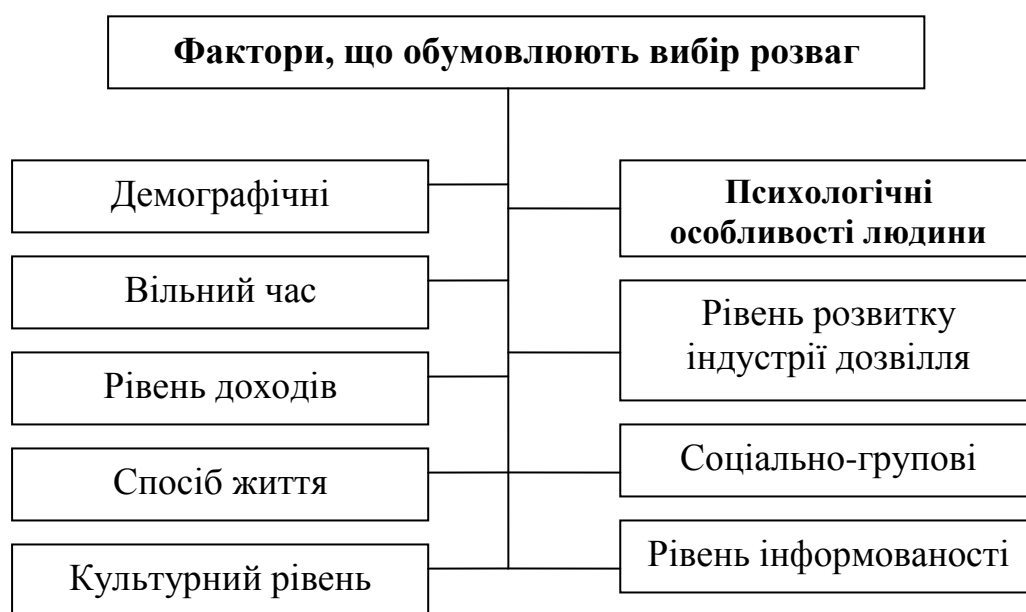 Фактори, що обумовлюють вибір розваг
Демографічні
Вільний час
Рівень доходів
Спосіб життя
Культурний рівень
Психологічні
особливості людини
Рівень розвитку
індустрії дозвілля
Соціально-групові
Рівень інформованості